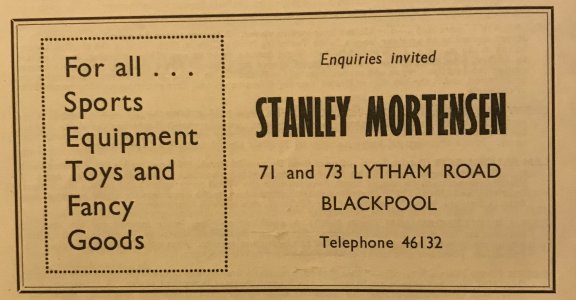 For all . . .
Sports
Equipment
Toys and
Fancy
Goods
Enquiries invited
STANLEY MORTENSEN
71 and 73 LYTHAM ROAD
BLACKPOOL
Telephone 46132